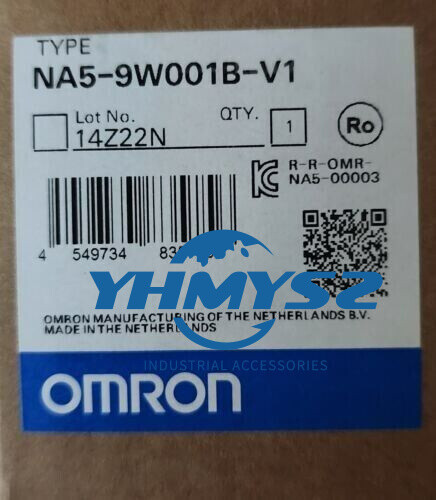 TYPE
NA5-9W001B-V1
Lot No.
14Z22N
QTY.
1
Ro
R-R-OMR-
NA5-00003
4 549734
YHMYSZ
OMRON MANUFACTURING OF THE NETHERLANDS B.V.
MADE IN THE NETHERLANDS
INDUSTRIAL ACCESSORIES
OMRON